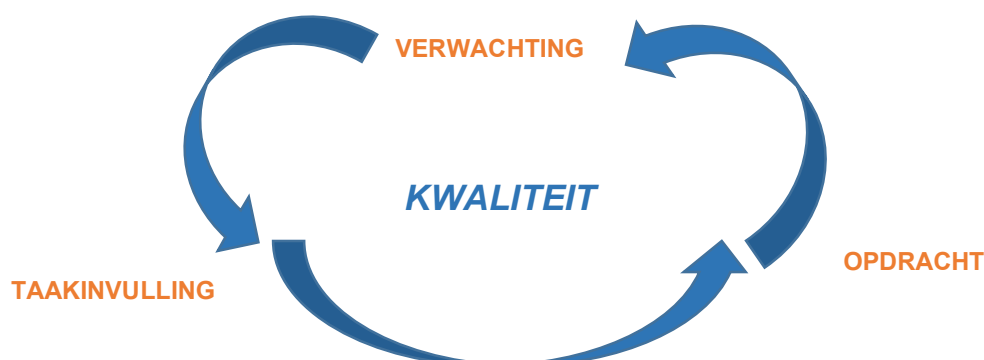 VERWACHTING
KWALITEIT
OPDRACHT
TAAKINVULLING